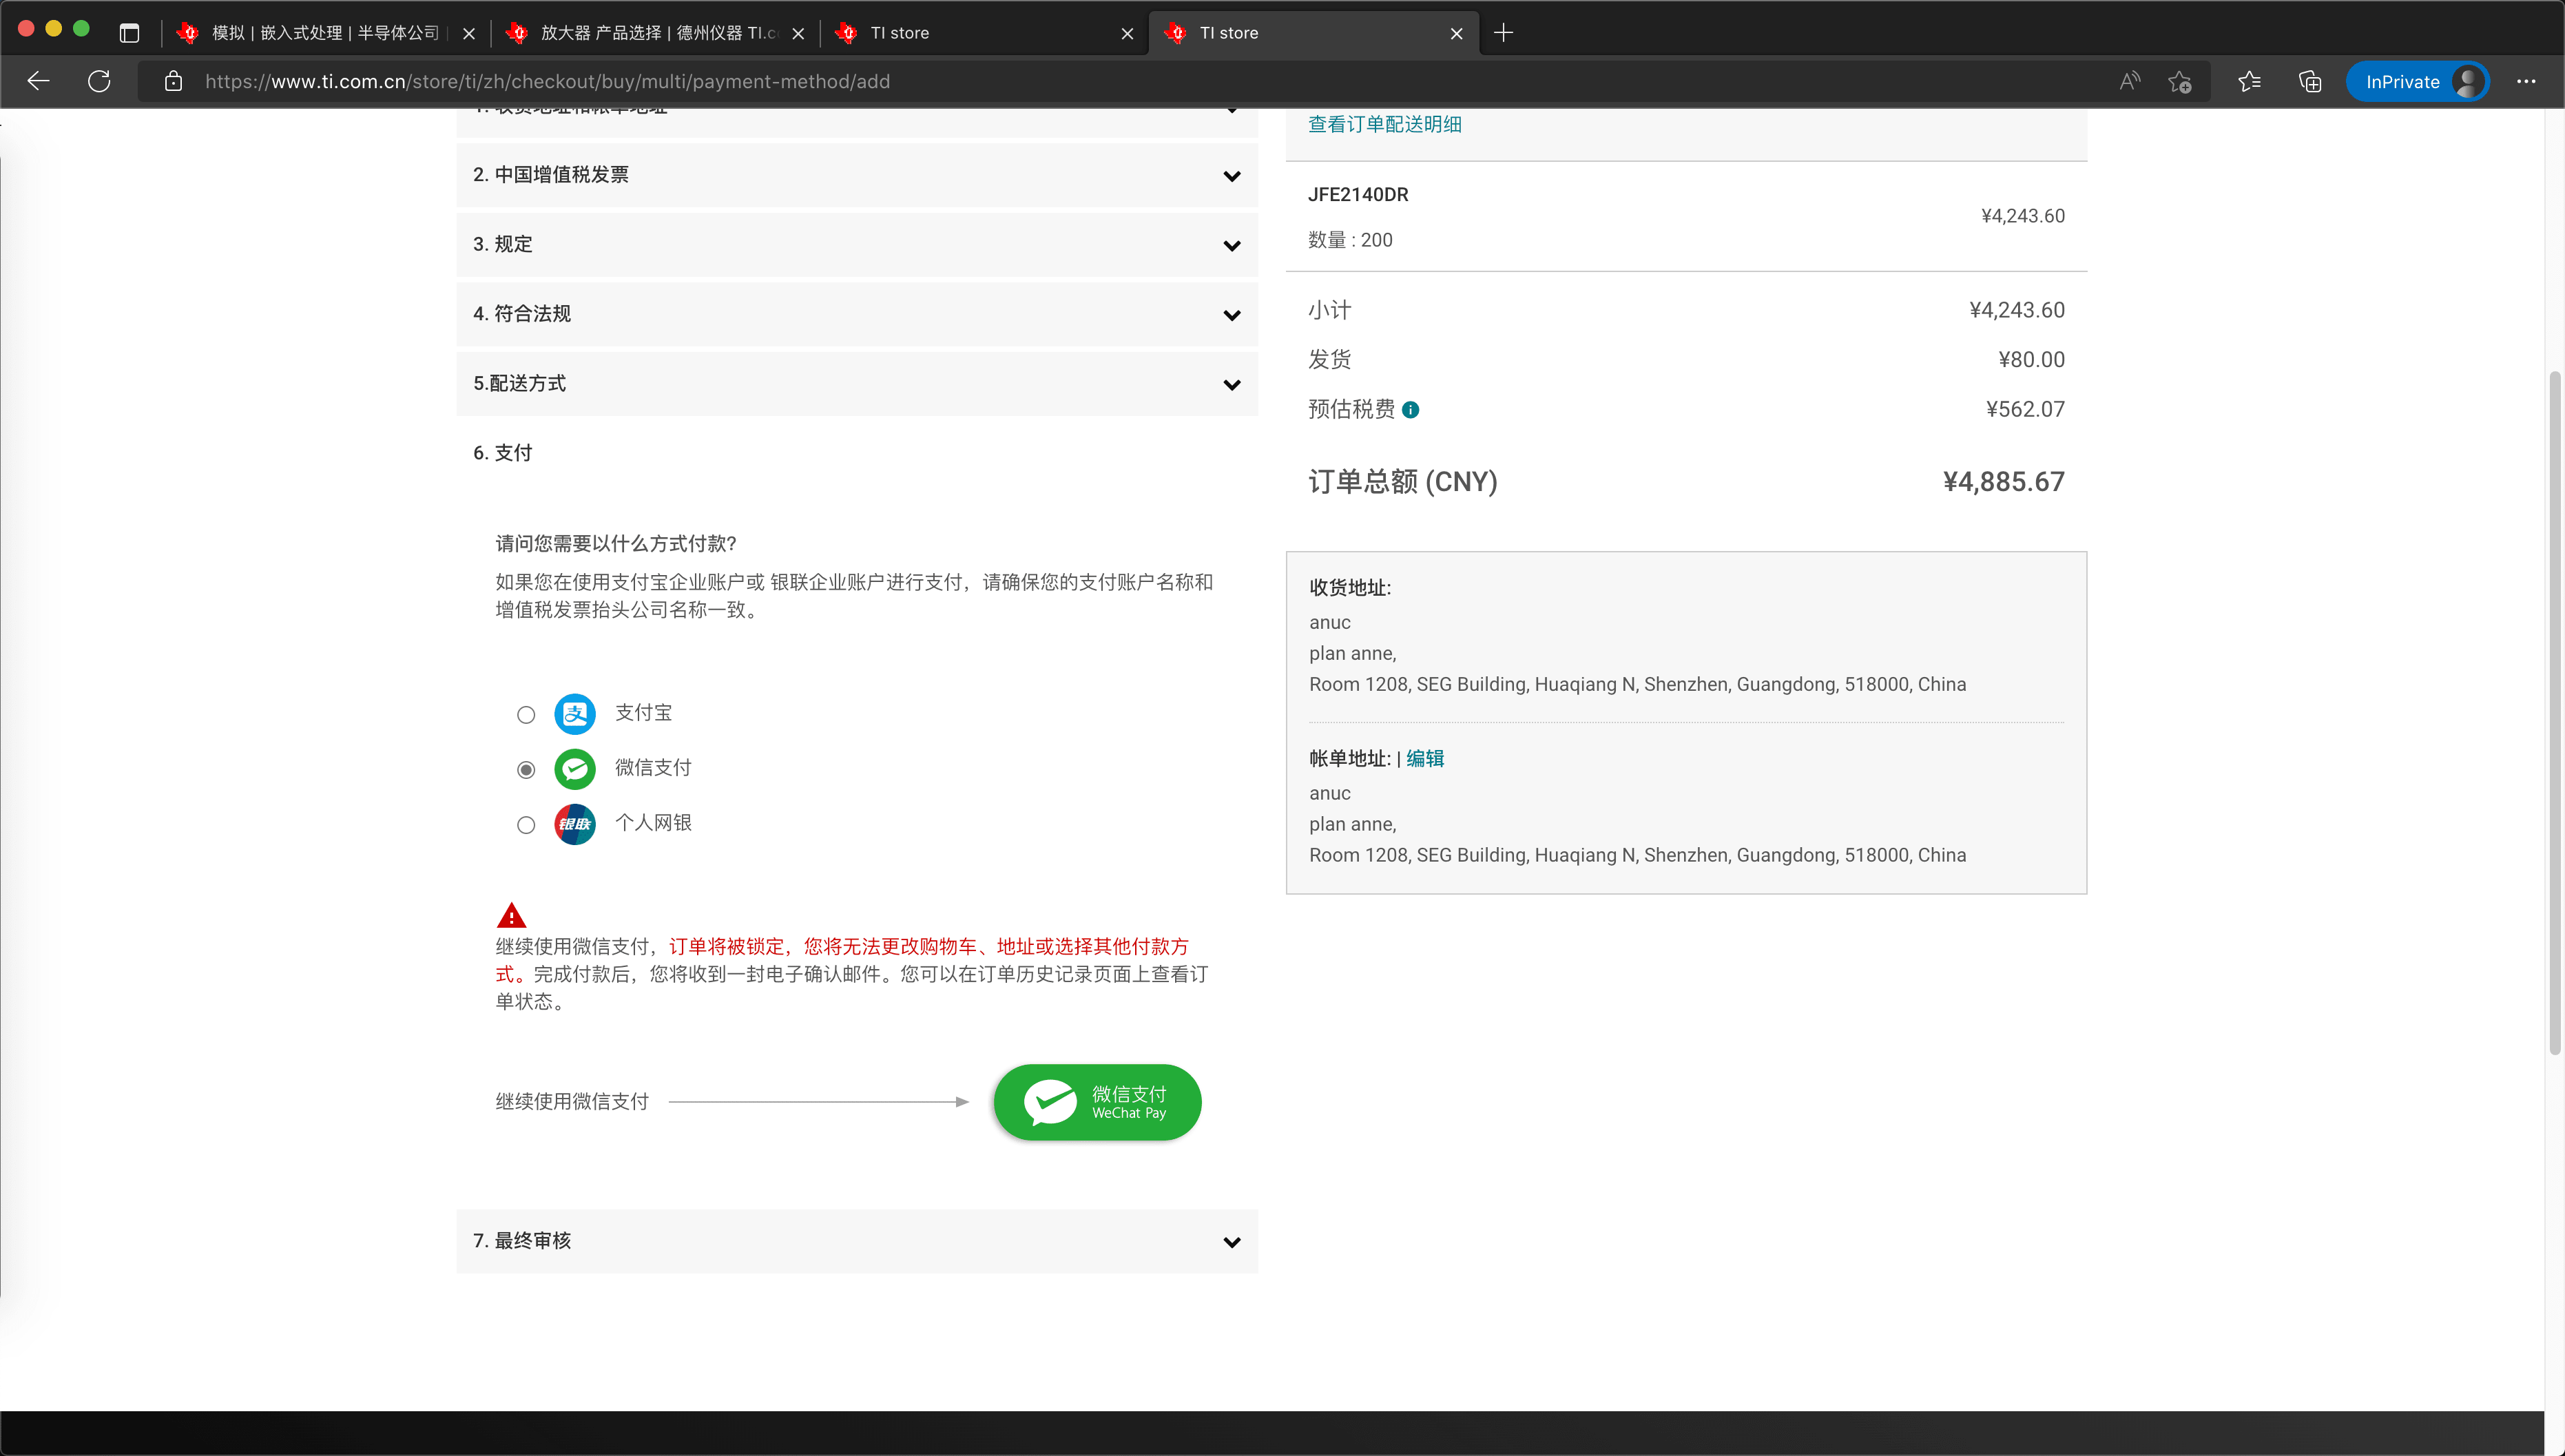 模拟 | 嵌入式处理 | 半导体公司 |
放大器 产品选择 | 德州仪器 TI.c
TI store
TI store
https://www.ti.com.cn/store/ti/zh/checkout/buy/multi/payment-method/add
InPrivate
1. 收货地址和帐单地址
2. 中国增值税发票
3. 规定
4. 符合法规
5.配送方式
6. 支付
请问您需要以什么方式付款?
如果您在使用支付宝企业账户或 银联企业账户进行支付，请确保您的支付账户名称和
增值税发票抬头公司名称一致。
支 支付宝
微信支付
银联 个人网银
继续使用微信支付，订单将被锁定，您将无法更改购物车、地址或选择其他付款方
式。完成付款后，您将收到一封电子确认邮件。您可以在订单历史记录页面上查看订
单状态。
继续使用微信支付
微信支付
WeChat Pay
7. 最终审核
查看订单配送明细
JFE2140DR
¥4,243.60
数量 : 200
小计 ¥4,243.60
发货 ¥80.00
预估税费 ¥562.07
订单总额 (CNY) ¥4,885.67
收货地址:
anuc
plan anne,
Room 1208, SEG Building, Huaqiang N, Shenzhen, Guangdong, 518000, China
帐单地址: | 编辑
anuc
plan anne,
Room 1208, SEG Building, Huaqiang N, Shenzhen, Guangdong, 518000, China